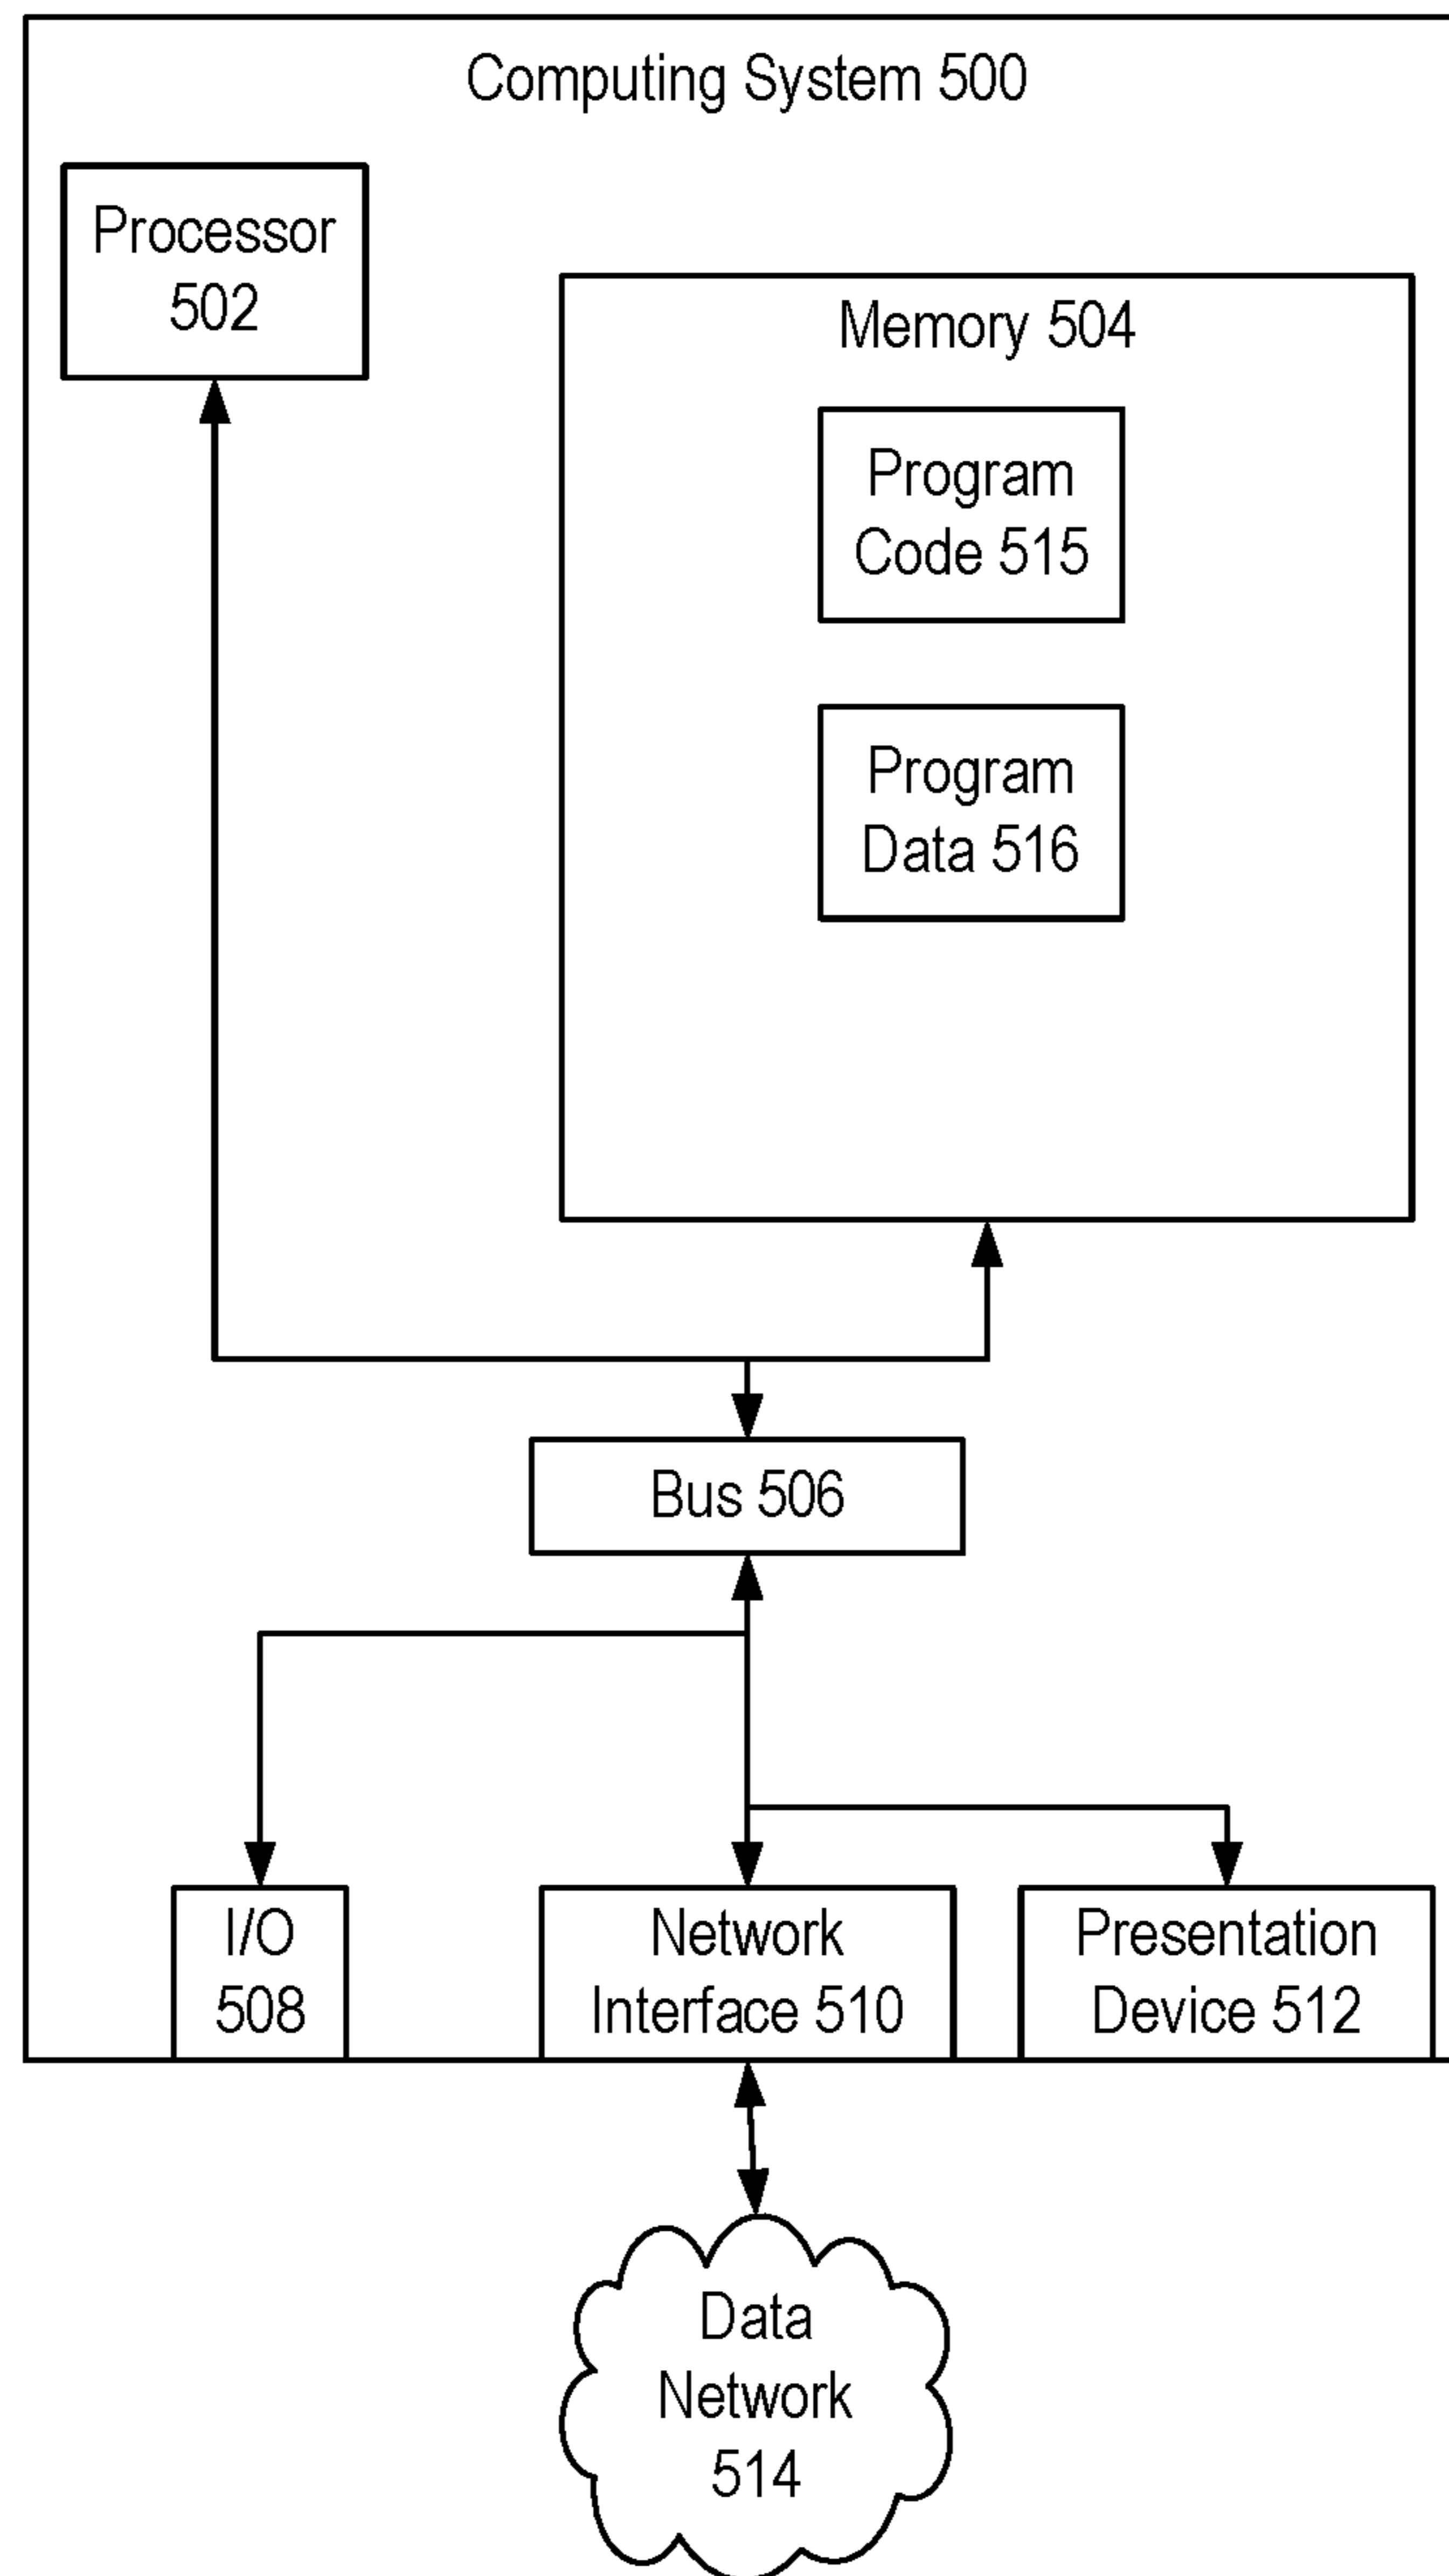 Computing System 500
Processor
502
Memory 504
Program
Code 515
Program
Data 516
Bus 506
I/O
508
Network
Interface 510
Presentation
Device 512
Data
Network
514